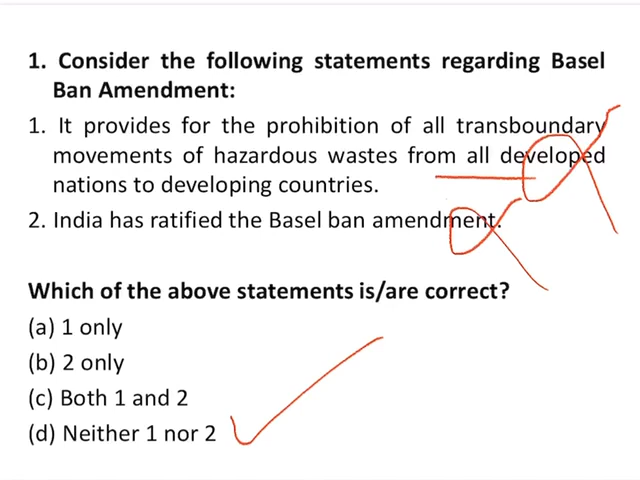 1. Consider the following statements regarding Basel
Ban Amendment:
1. It provides for the prohibition of all transboundary
movements of hazardous wastes from all developed
nations to developing countries.
2. India has ratified the Basel ban amendment.
Which of the above statements is/are correct?
(a) 1 only
(b) 2 only
(c) Both 1 and 2
(d) Neither 1 nor 2